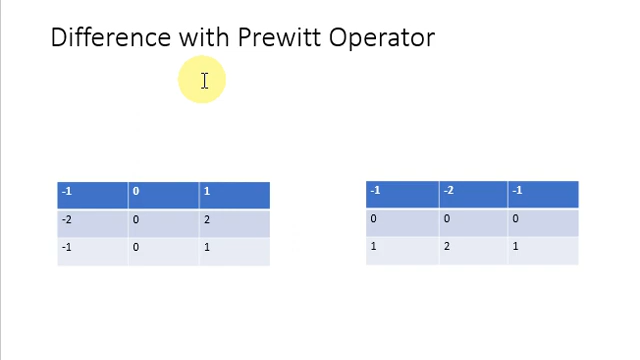 Difference with Prewitt Operator
-1 0 1
-2 0 2
-1 0 1
-1 -2 -1
0 0 0
1 2 1